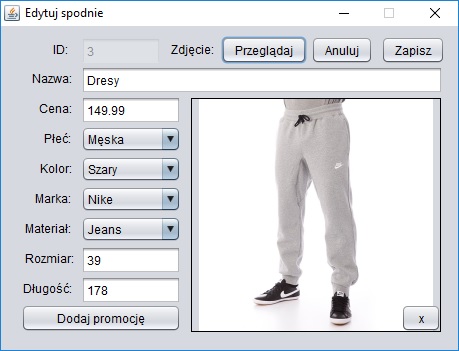 Edytuj spodnie
ID: 3 Zdjęcie: Przeglądaj Anuluj Zapisz
Nazwa: Dresy
Cena: 149.99
Płeć: Męska
Kolor: Szary
Marka: Nike
Materiał: Jeans
Rozmiar: 39
Długość: 178
Dodaj promocję x